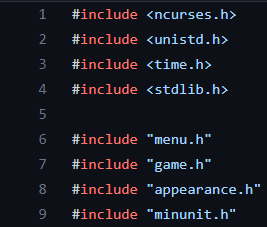 1 #include <ncurses.h>
2 #include <unistd.h>
3 #include <time.h>
4 #include <stdlib.h>
5
6 #include "menu.h"
7 #include "game.h"
8 #include "appearance.h"
9 #include "minunit.h"